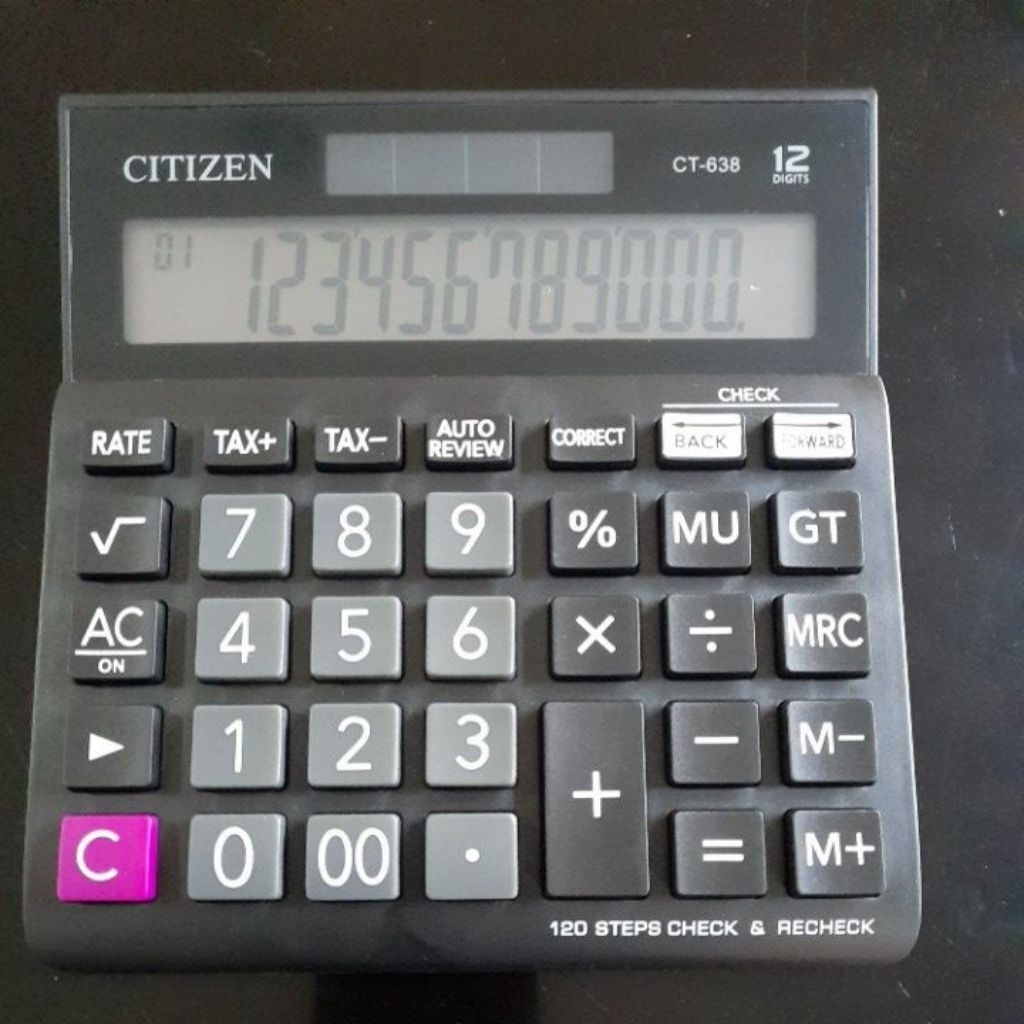 CITIZEN CT-638 12 DIGITS
01 123456789000.
CHECK
RATE TAX+ TAX− AUTO REVIEW CORRECT BACK FORWARD
√ 7 8 9 % MU GT
AC ON 4 5 6 × ÷ MRC
▶ 1 2 3 + − M−
C 0 00 . = M+
120 STEPS CHECK & RECHECK